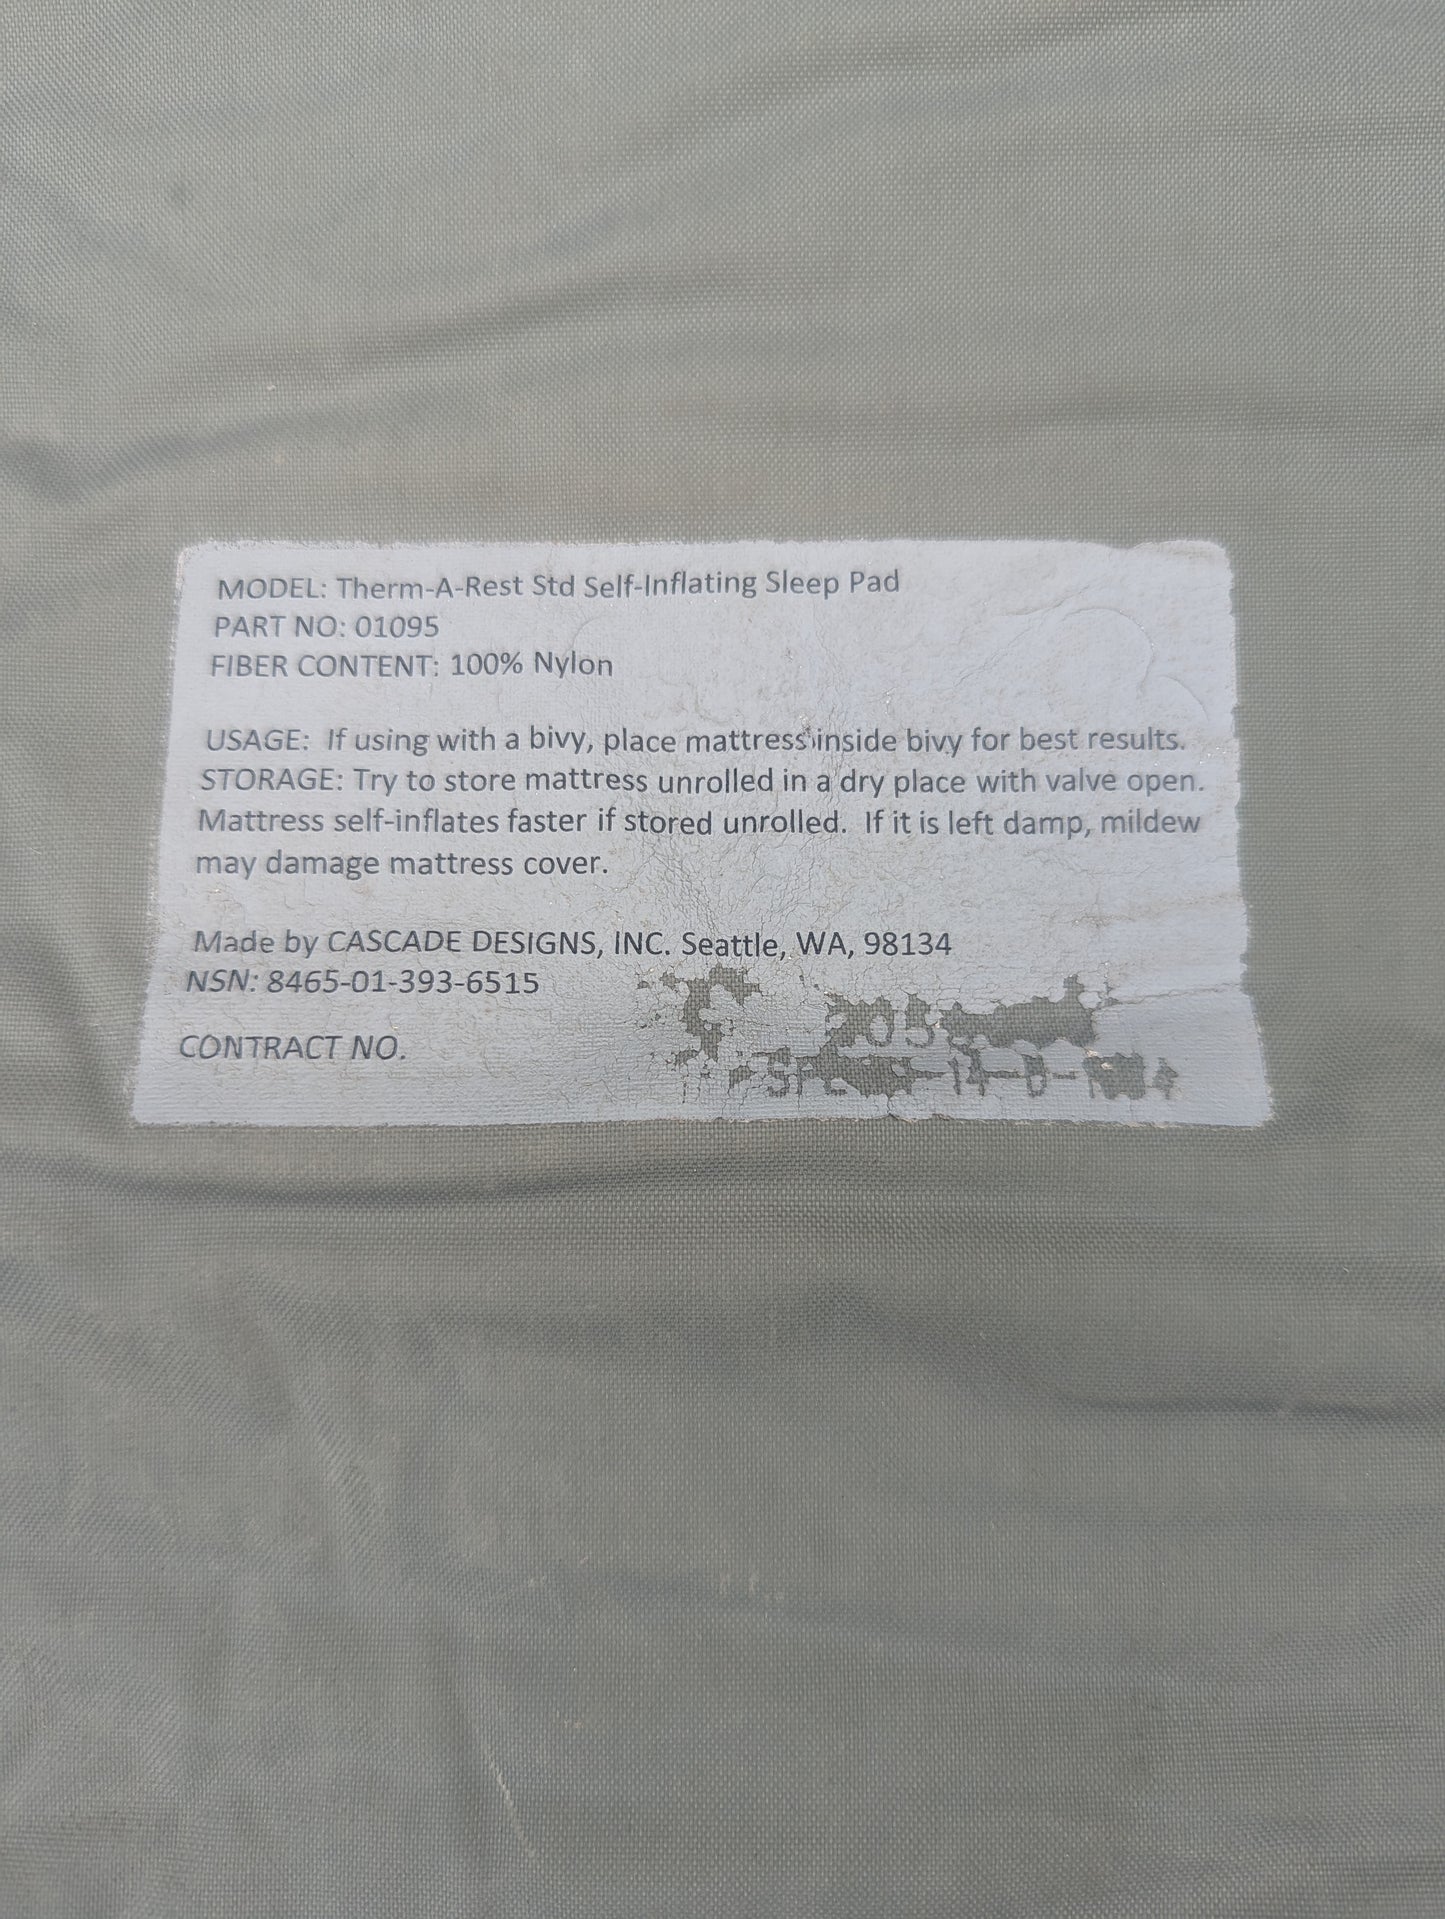 MODEL: Therm-A-Rest Std Self-Inflating Sleep Pad
PART NO: 01095
FIBER CONTENT: 100% Nylon
USAGE:  If using with a bivy, place mattress inside bivy for best results.
STORAGE: Try to store mattress unrolled in a dry place with valve open.
Mattress self-inflates faster if stored unrolled.  If it is left damp, mildew
may damage mattress cover.
Made by CASCADE DESIGNS, INC. Seattle, WA, 98134
NSN: 8465-01-393-6515
CONTRACT NO.